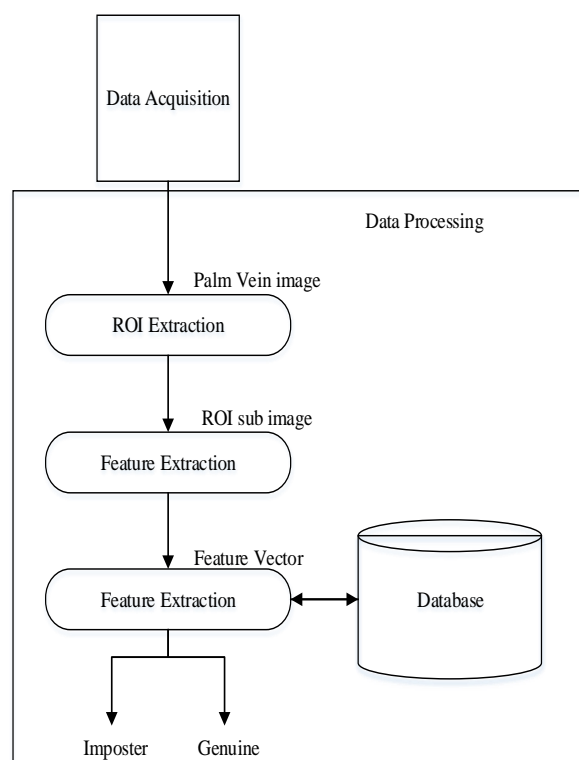 Data Acquisition
Data Processing
Palm Vein image
ROI Extraction
ROI sub image
Feature Extraction
Feature Vector
Feature Extraction
Database
Imposter
Genuine